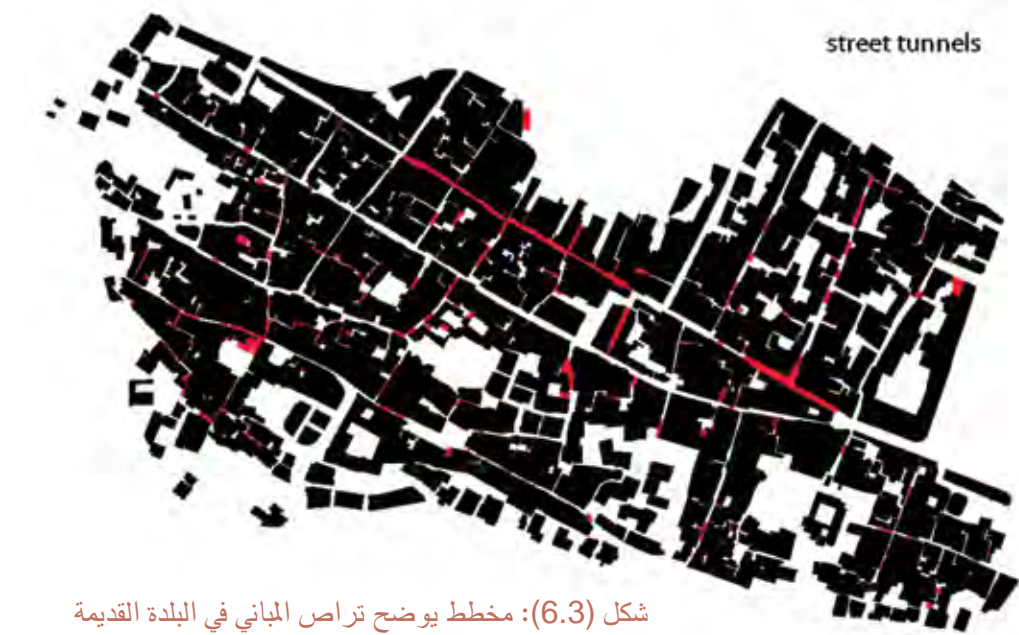 street tunnels
شكل (6.3): مخطط يوضح تراص المباني في البلدة القديمة